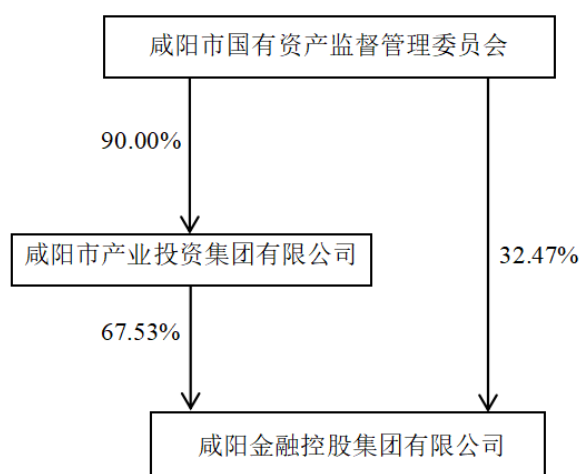 咸阳市国有资产监督管理委员会
90.00%
咸阳市产业投资集团有限公司
32.47%
67.53%
咸阳金融控股集团有限公司